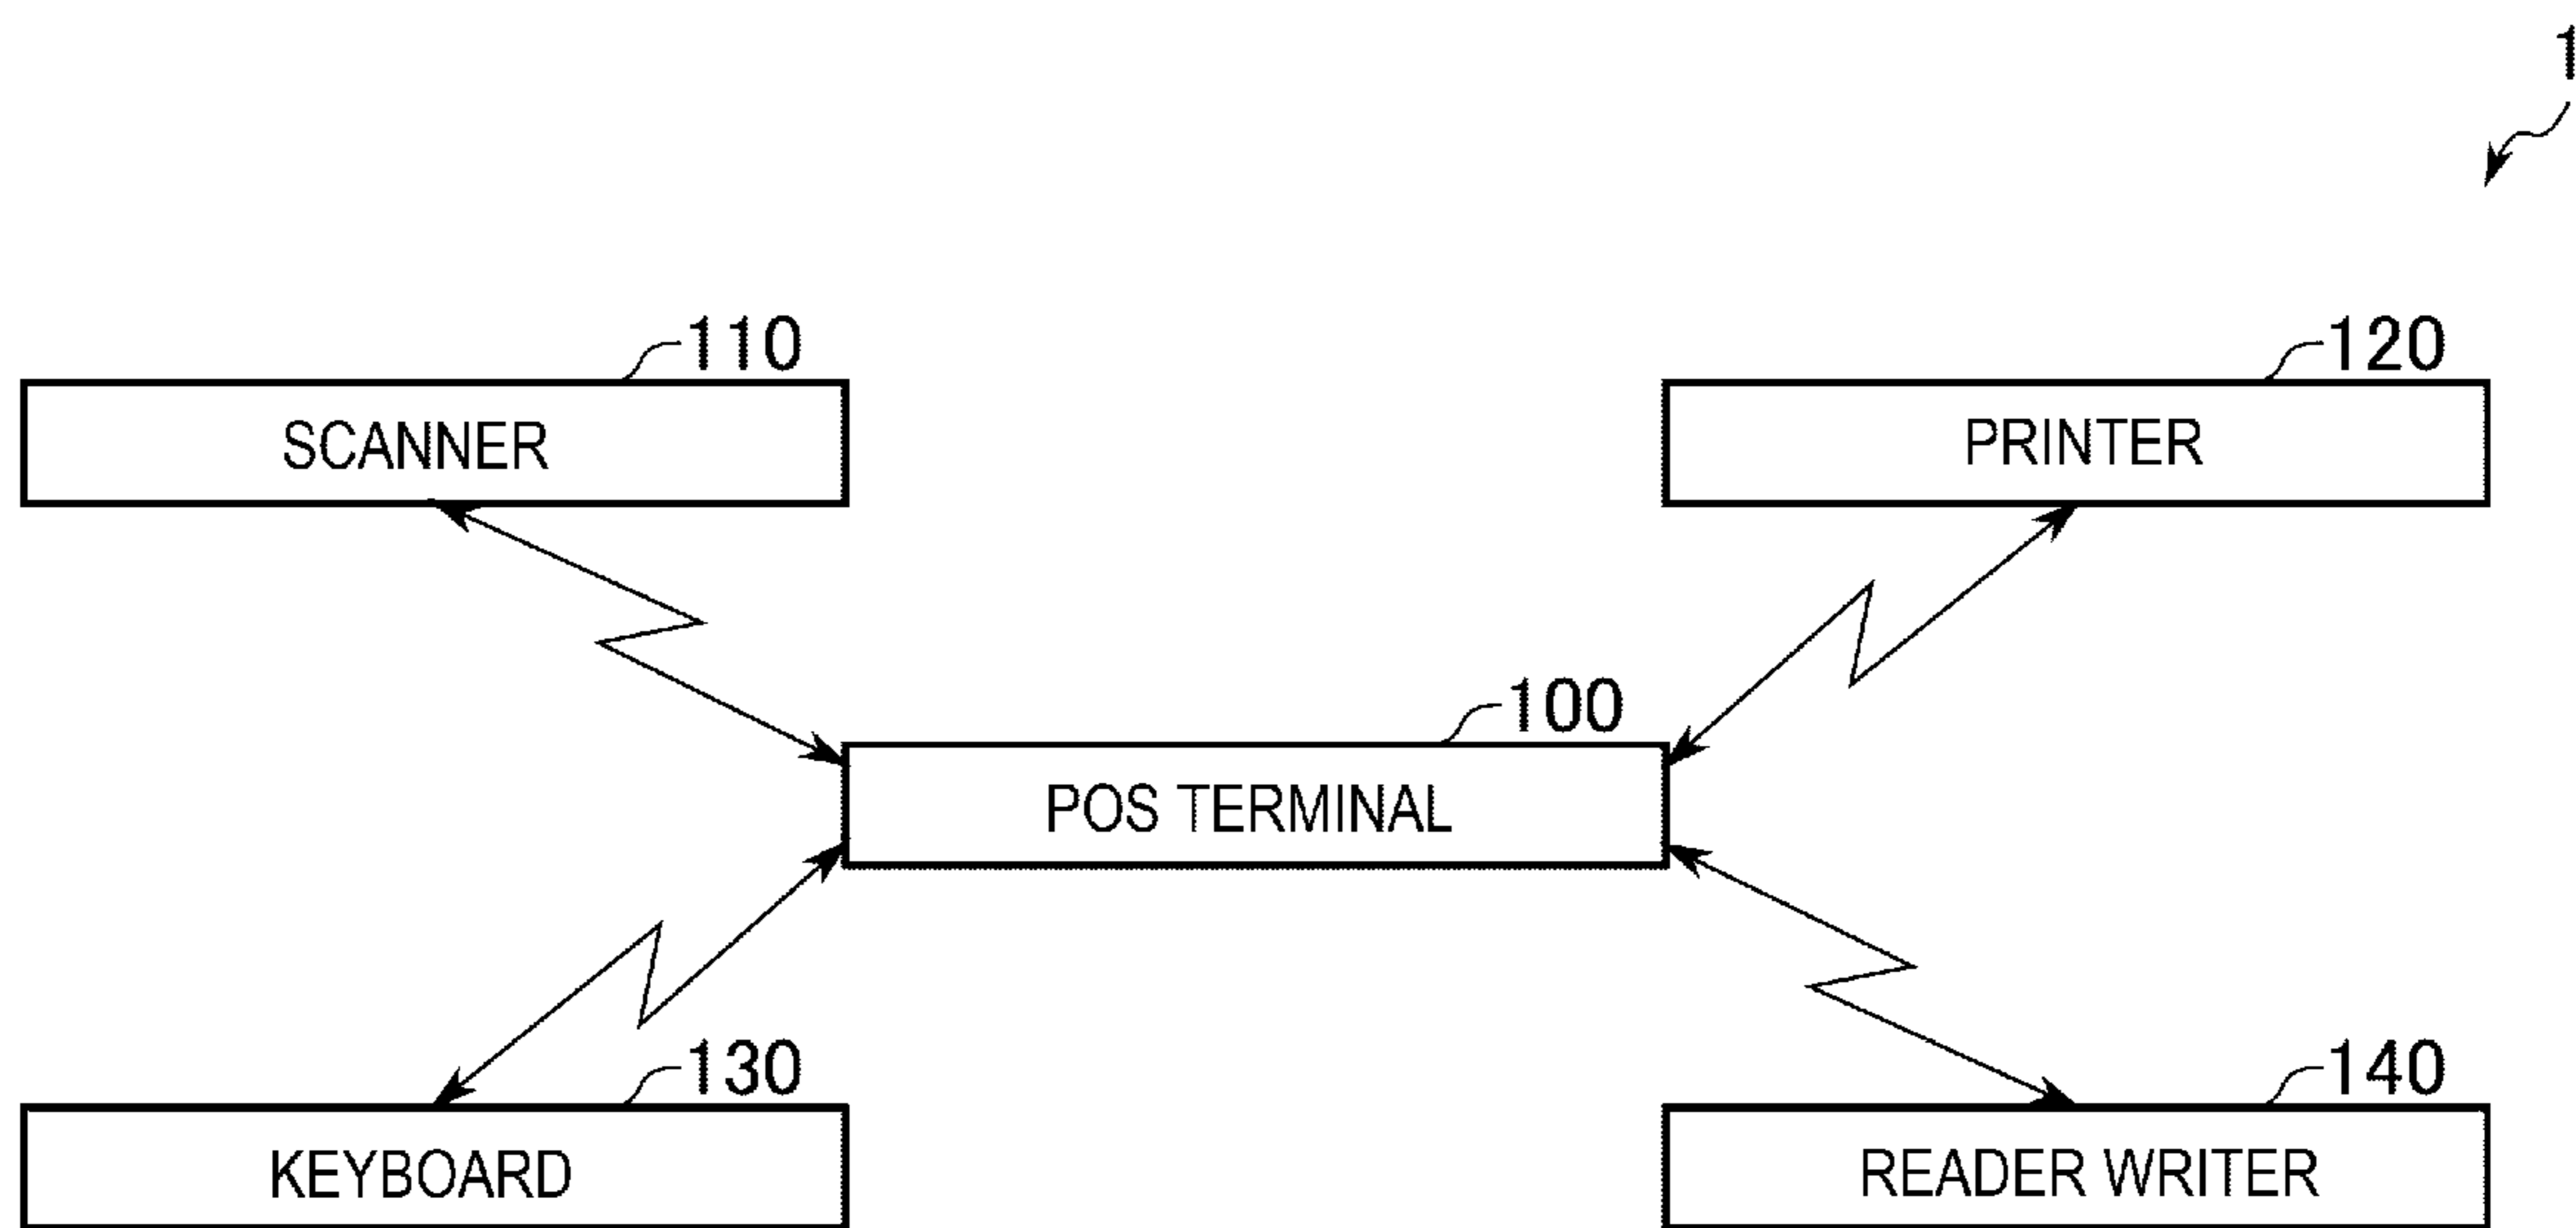 1
110
120
SCANNER
PRINTER
100
POS TERMINAL
130
140
KEYBOARD
READER WRITER